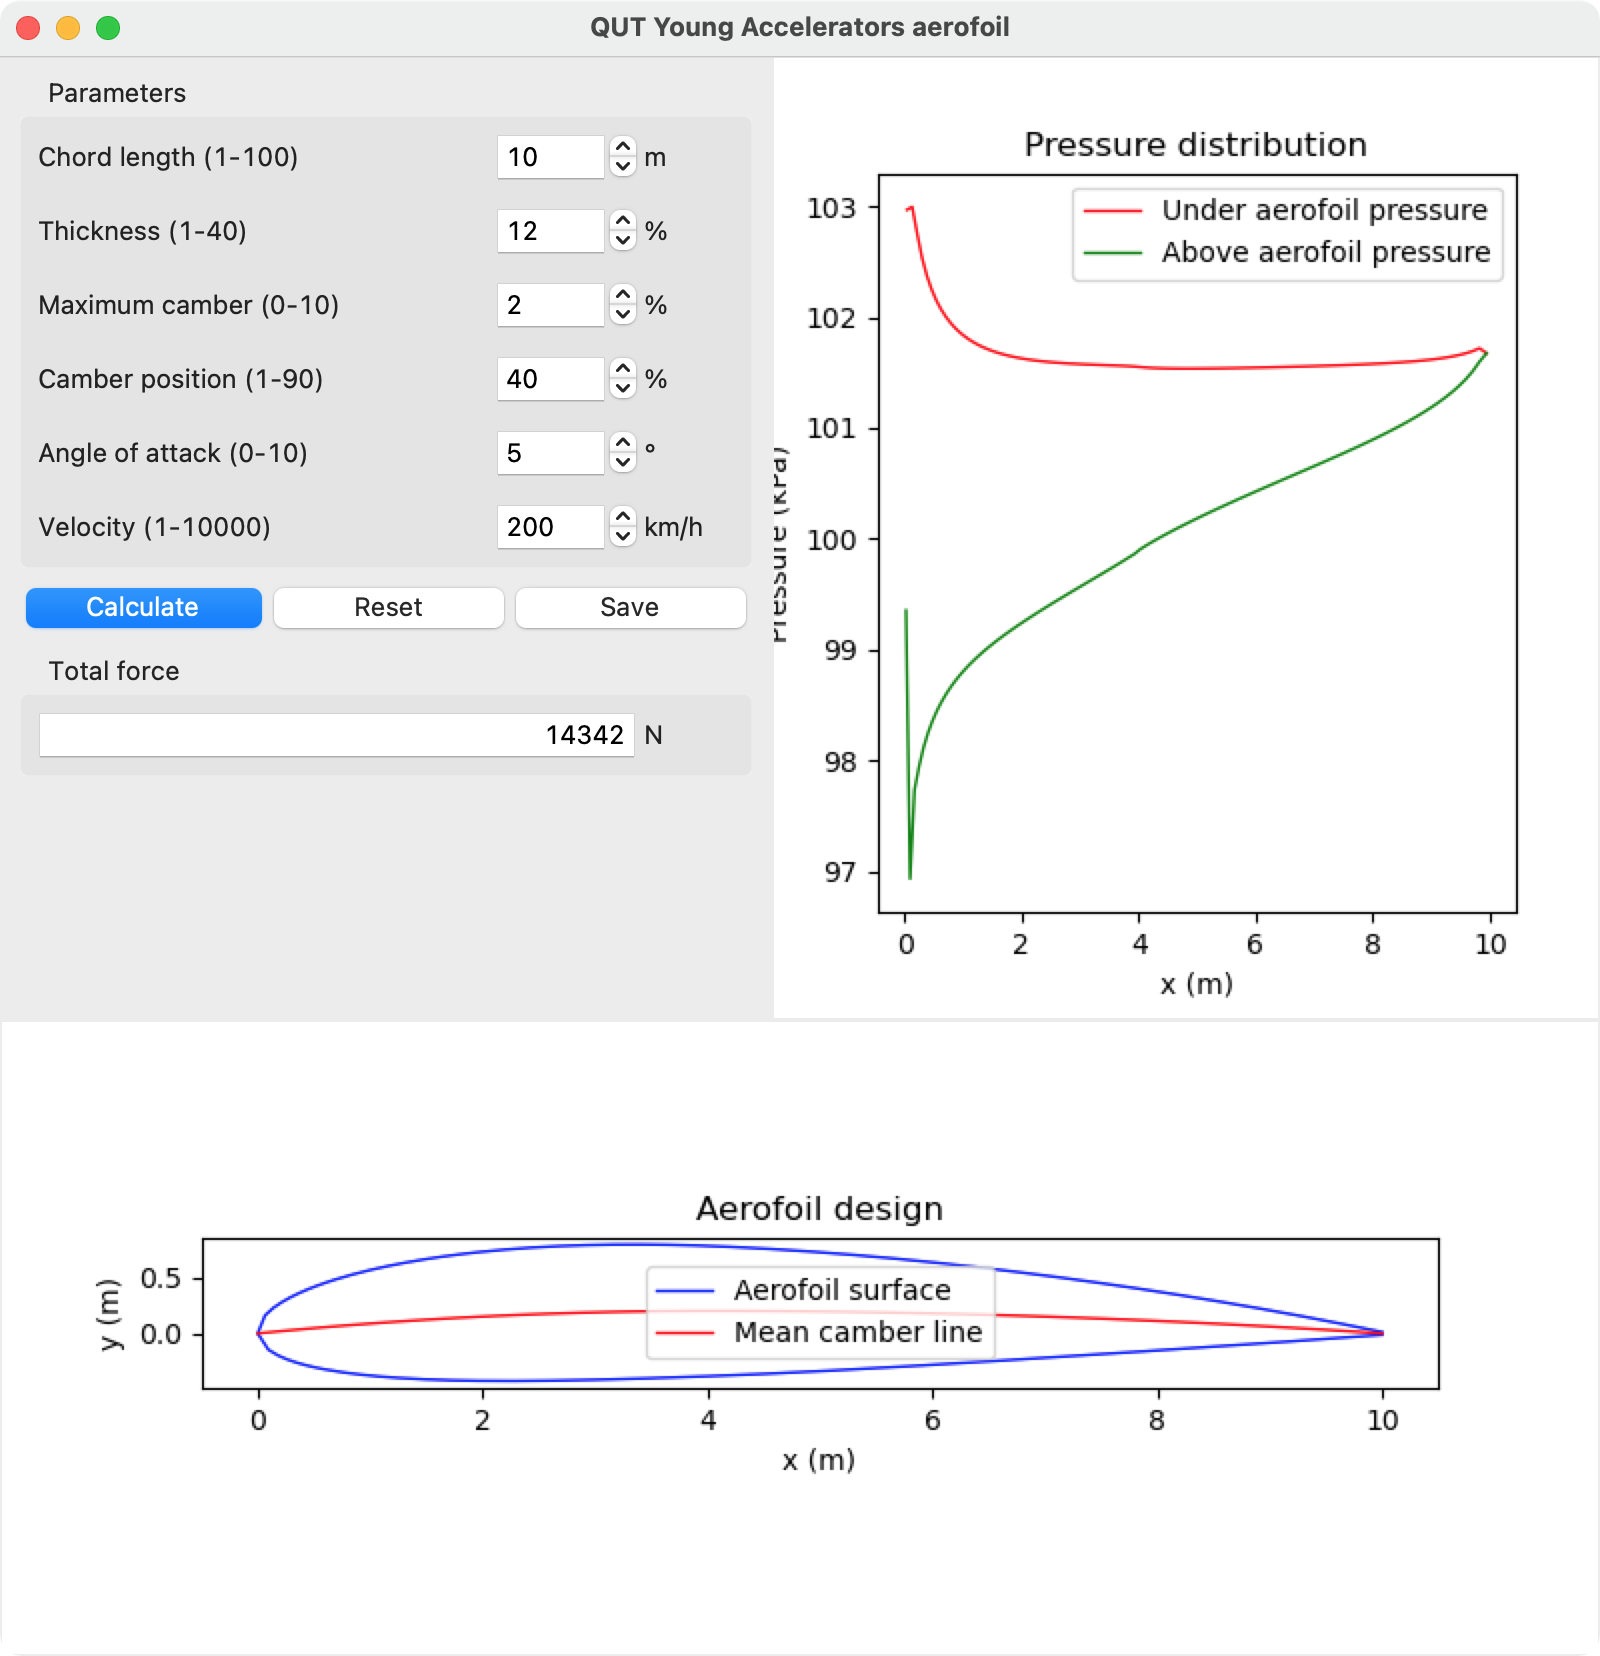 QUT Young Accelerators aerofoil
Parameters
Chord length (1-100) 10 m
Thickness (1-40) 12 %
Maximum camber (0-10) 2 %
Camber position (1-90) 40 %
Angle of attack (0-10) 5 °
Velocity (1-10000) 200 km/h
Calculate Reset Save
Total force
14342 N
Pressure distribution
Under aerofoil pressure
Above aerofoil pressure
Pressure (kPa)
103
102
101
100
99
98
97
0 2 4 6 8 10
x (m)
Aerofoil design
Aerofoil surface
Mean camber line
y (m)
0.5
0.0
0 2 4 6 8 10
x (m)